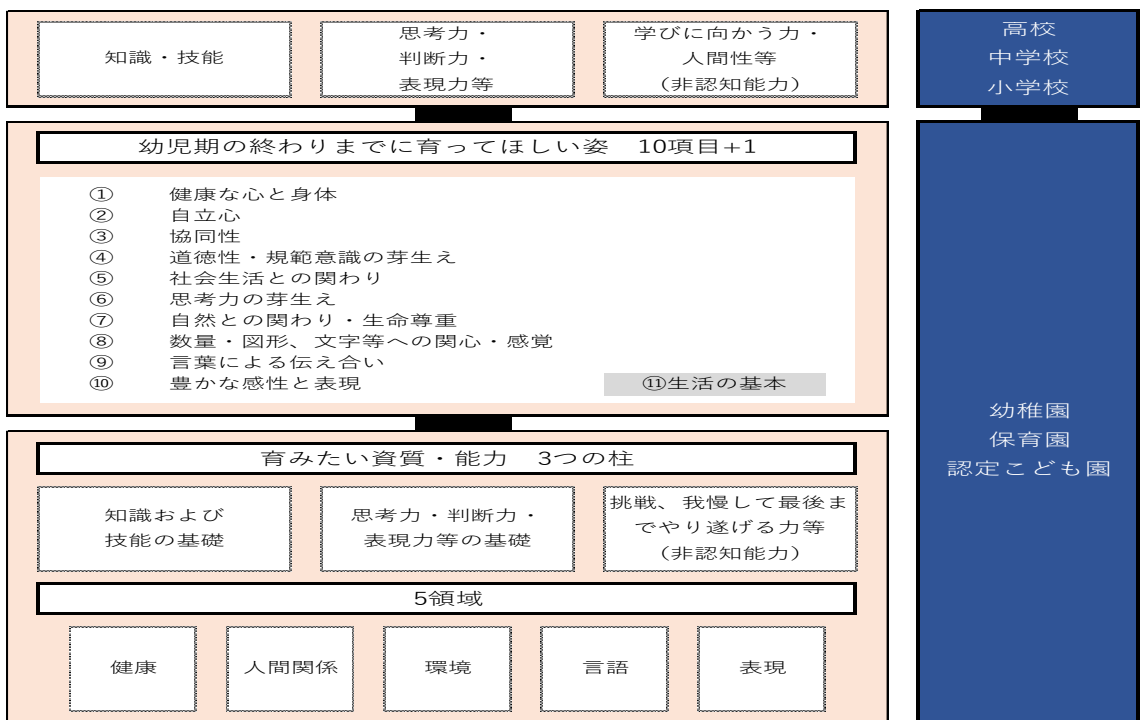 知識・技能
思考力・
判断力・
表現力等
学びに向かう力・
人間性等
（非認知能力）
高校
中学校
小学校
幼児期の終わりまでに育ってほしい姿　10項目+1
①　健康な心と身体
②　自立心
③　協同性
④　道徳性・規範意識の芽生え
⑤　社会生活との関わり
⑥　思考力の芽生え
⑦　自然との関わり・生命尊重
⑧　数量・図形、文字等への関心・感覚
⑨　言葉による伝え合い
⑩　豊かな感性と表現
⑪生活の基本
幼稚園
保育園
認定こども園
育みたい資質・能力　3つの柱
知識および
技能の基礎
思考力・判断力・
表現力等の基礎
挑戦、我慢して最後ま
でやり遂げる力等
（非認知能力）
5領域
健康
人間関係
環境
言語
表現